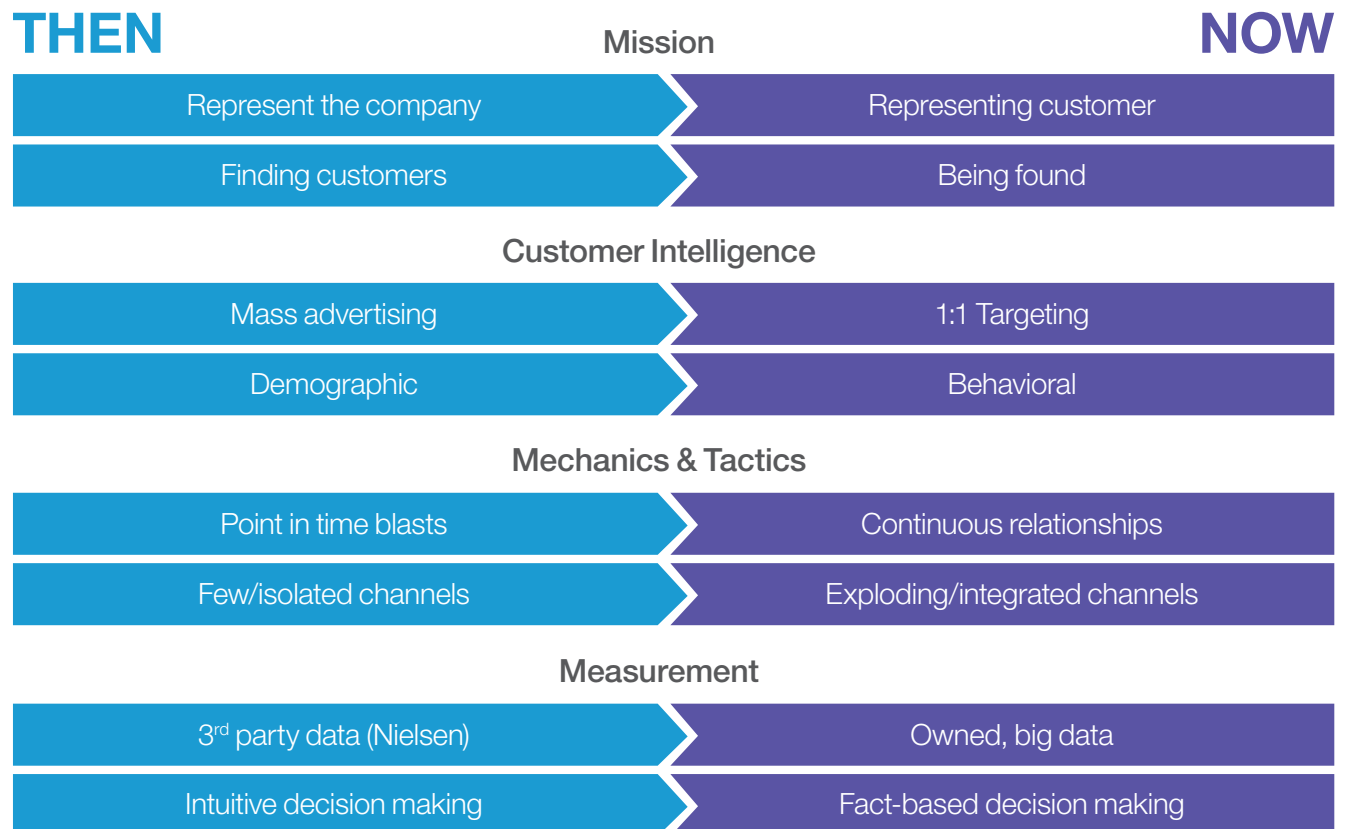 THEN
NOW
Mission
Represent the company
Representing customer
Finding customers
Being found
Customer Intelligence
Mass advertising
1:1 Targeting
Demographic
Behavioral
Mechanics & Tactics
Point in time blasts
Continuous relationships
Few/isolated channels
Exploding/integrated channels
Measurement
3rd party data (Nielsen)
Owned, big data
Intuitive decision making
Fact-based decision making